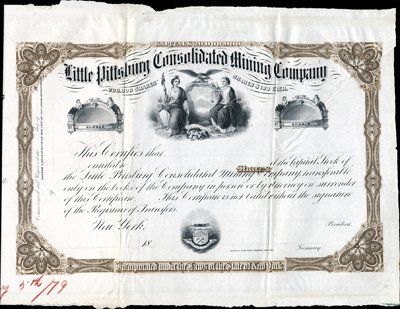 CAPITAL $20,000,000
Little Pittsburg Consolidated Mining Company
200,000 SHARES SHARES $100 EACH.
This Certifies that
entitled to Shares of the Capital Stock of
the Little Pittsburg Consolidated Mining Company, transferable
only on the books of the Company in person or by attorney on surrender
of this Certificate. This Certificate is not valid without the signature
of the Registrar of Transfers.
New York, President.
18 Secretary.
Incorporated under the Laws of the State of New York
5th/79